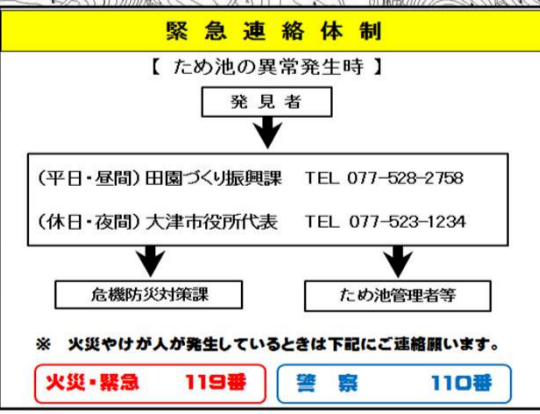 緊急連絡体制
【 ため池の異常発生時 】
発見者
(平日・昼間) 田園づくり振興課 TEL 077-528-2758
(休日・夜間) 大津市役所代表 TEL 077-523-1234
危機防災対策課 ため池管理者等
※ 火災やけが人が発生しているときは下記にご連絡願います。
火災・緊急 119番 警察 110番